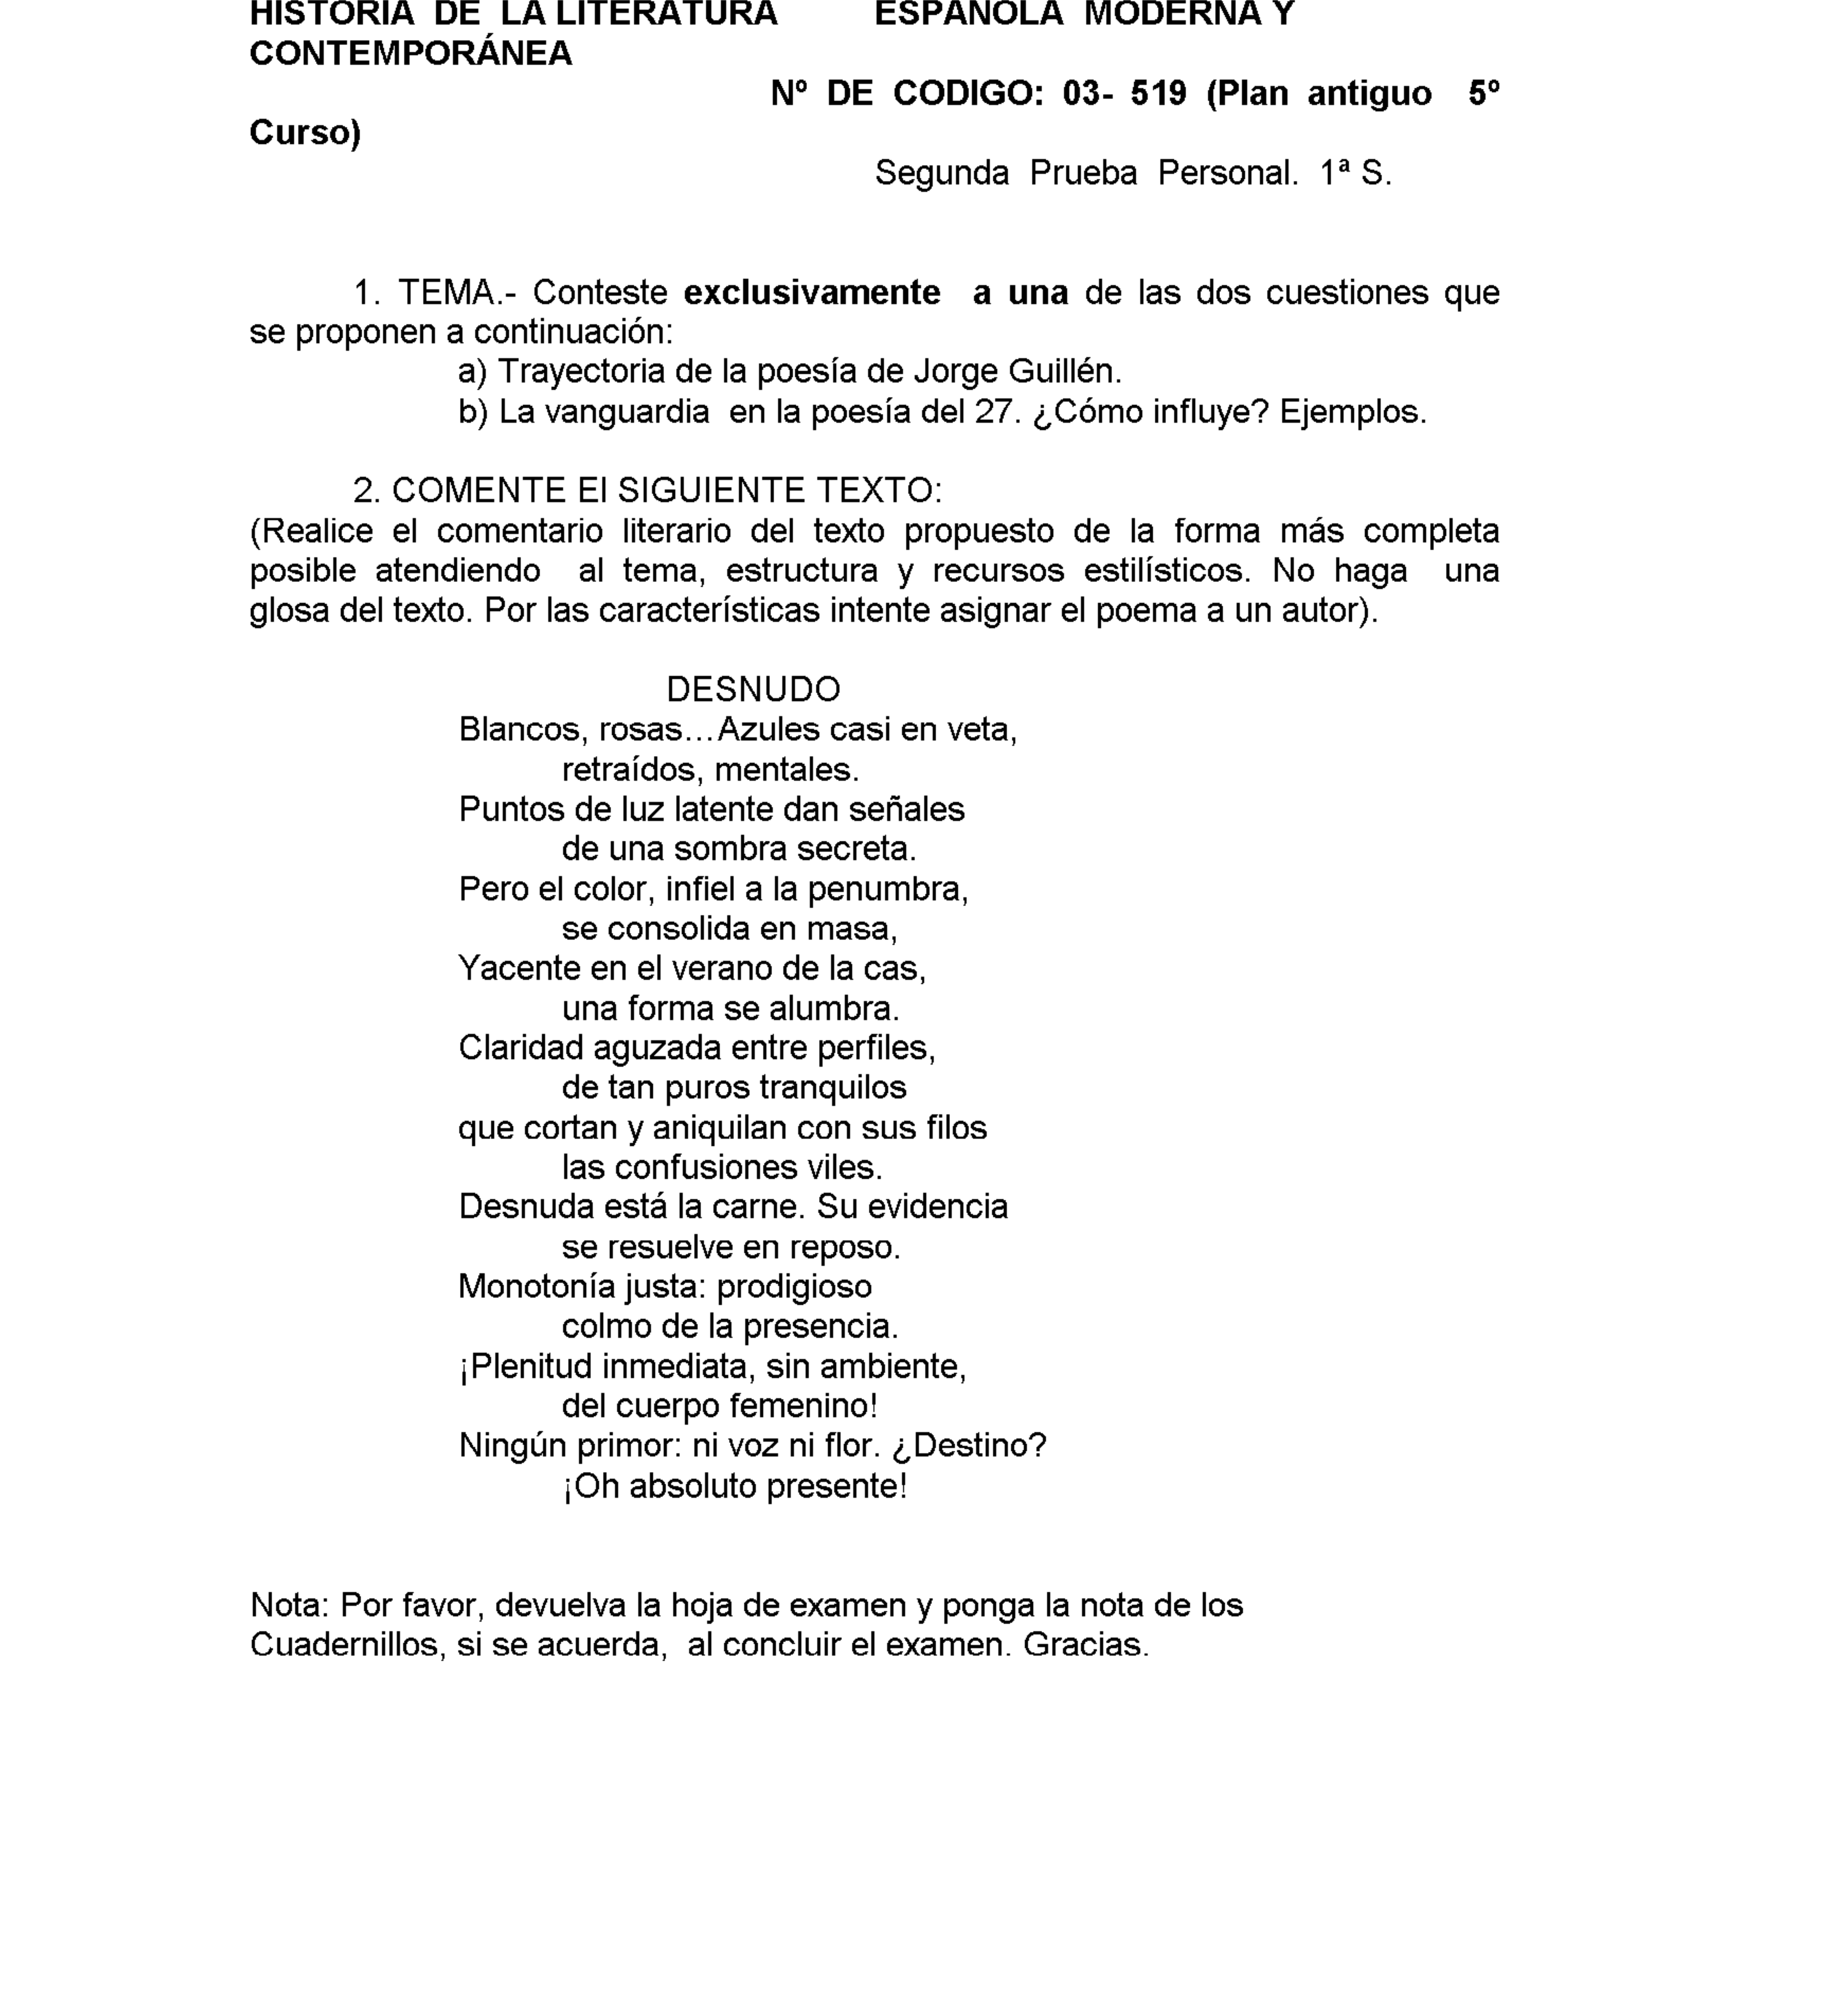 HISTORIA DE LA LITERATURA ESPAÑOLA MODERNA Y
CONTEMPORÁNEA
Nº DE CODIGO: 03- 519 (Plan antiguo 5º
Curso)
Segunda Prueba Personal. 1ª S.
1. TEMA.- Conteste exclusivamente a una de las dos cuestiones que
se proponen a continuación:
a) Trayectoria de la poesía de Jorge Guillén.
b) La vanguardia en la poesía del 27. ¿Cómo influye? Ejemplos.
2. COMENTE El SIGUIENTE TEXTO:
(Realice el comentario literario del texto propuesto de la forma más completa
posible atendiendo al tema, estructura y recursos estilísticos. No haga una
glosa del texto. Por las características intente asignar el poema a un autor).
DESNUDO
Blancos, rosas...Azules casi en veta,
retraídos, mentales.
Puntos de luz latente dan señales
de una sombra secreta.
Pero el color, infiel a la penumbra,
se consolida en masa,
Yacente en el verano de la cas,
una forma se alumbra.
Claridad aguzada entre perfiles,
de tan puros tranquilos
que cortan y aniquilan con sus filos
las confusiones viles.
Desnuda está la carne. Su evidencia
se resuelve en reposo.
Monotonía justa: prodigioso
colmo de la presencia.
¡Plenitud inmediata, sin ambiente,
del cuerpo femenino!
Ningún primor: ni voz ni flor. ¿Destino?
¡Oh absoluto presente!
Nota: Por favor, devuelva la hoja de examen y ponga la nota de los
Cuadernillos, si se acuerda, al concluir el examen. Gracias.